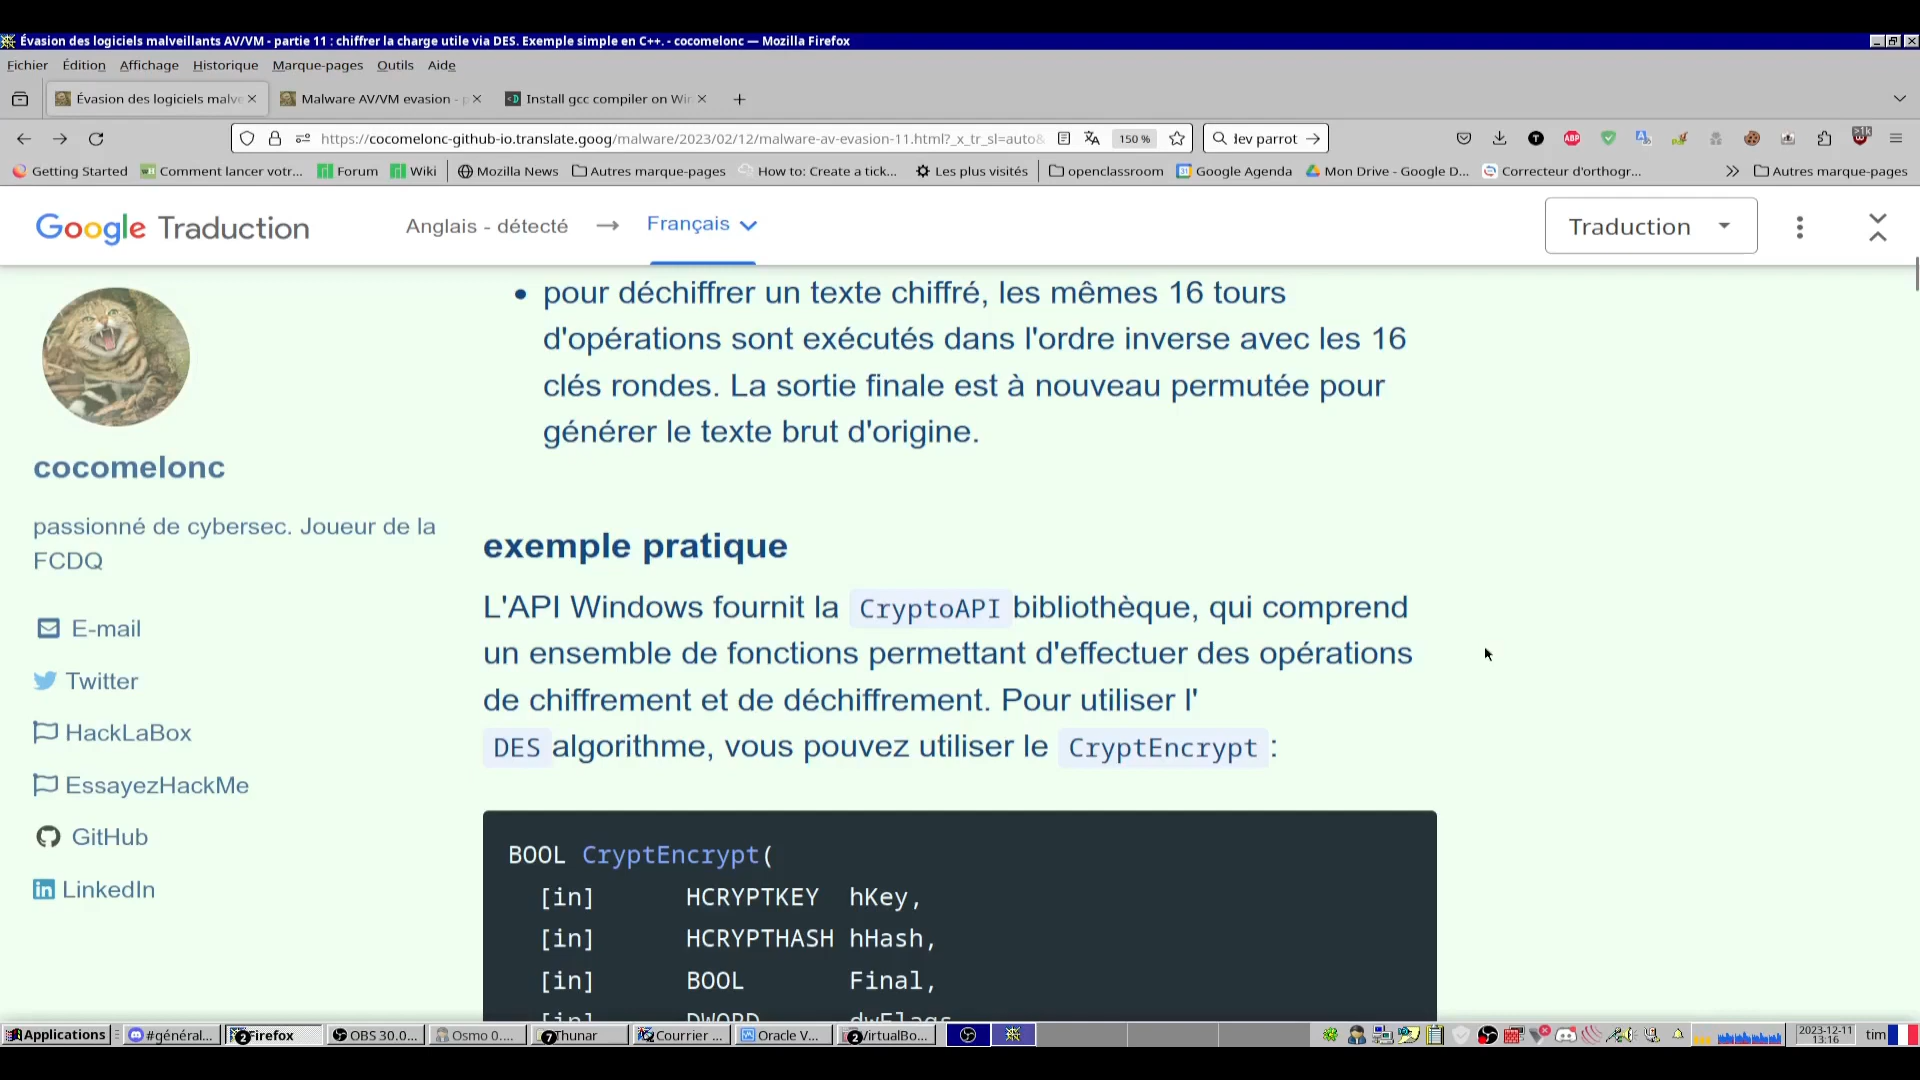 Évasion des logiciels malveillants AV/VM - partie 11 : chiffrer la charge utile via DES. Exemple simple en C++. - cocomelonc — Mozilla Firefox
Fichier Édition Affichage Historique Marque-pages Outils Aide
Évasion des logiciels malve Malware AV/VM evasion - p Install gcc compiler on Win
https://cocomelonc-github-io.translate.goog/malware/2023/02/12/malware-av-evasion-11.html?_x_tr_sl=auto& 150 % lev parrot
Getting Started Comment lancer votr... Forum Wiki Mozilla News Autres marque-pages How to: Create a tick... Les plus visités openclassroom Google Agenda Mon Drive - Google D... Correcteur d'orthogr... Autres marque-pages
Google Traduction Anglais - détecté Français Traduction
pour déchiffrer un texte chiffré, les mêmes 16 tours
d'opérations sont exécutés dans l'ordre inverse avec les 16
clés rondes. La sortie finale est à nouveau permutée pour
générer le texte brut d'origine.
cocomelonc
passionné de cybersec. Joueur de la
FCDQ
E-mail
Twitter
HackLaBox
EssayezHackMe
GitHub
LinkedIn
exemple pratique
L'API Windows fournit la CryptoAPI bibliothèque, qui comprend
un ensemble de fonctions permettant d'effectuer des opérations
de chiffrement et de déchiffrement. Pour utiliser l'
DES algorithme, vous pouvez utiliser le CryptEncrypt :
BOOL CryptEncrypt(
[in] HCRYPTKEY hKey,
[in] HCRYPTHASH hHash,
[in] BOOL Final,
[in] DWORD dwFlags
Applications #général... Firefox OBS 30.0... Osmo 0.... Thunar Courrier ... Oracle V... VirtualBo... 2023-12-11 tim
13:16